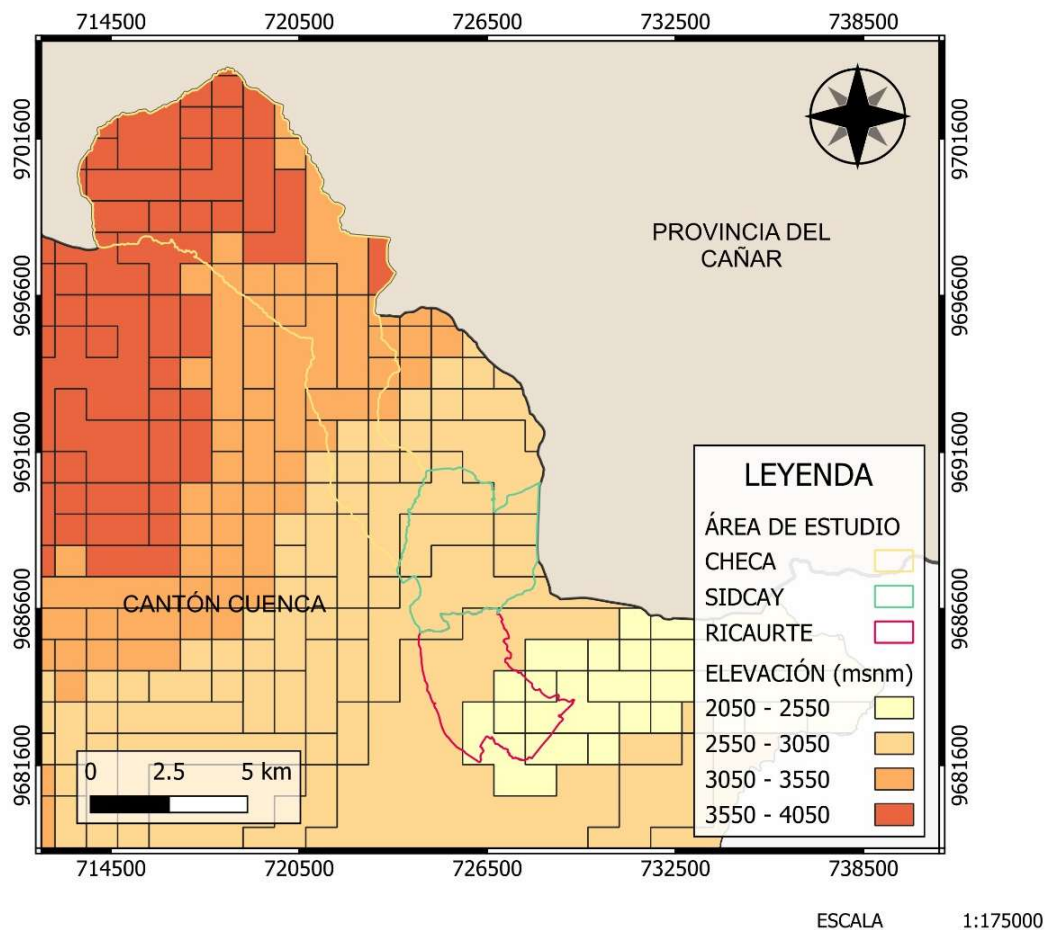 714500 720500 726500 732500 738500
9701600 9701600
PROVINCIA DEL
CAÑAR
9696600 9696600
9691600 9691600
LEYENDA
ÁREA DE ESTUDIO
CHECA
SIDCAY
RICAURTE
ELEVACIÓN (msnm)
2050 - 2550
2550 - 3050
3050 - 3550
3550 - 4050
CANTÓN CUENCA
9686600 9686600
9681600 9681600
0 2.5 5 km
714500 720500 726500 732500 738500
ESCALA 1:175000